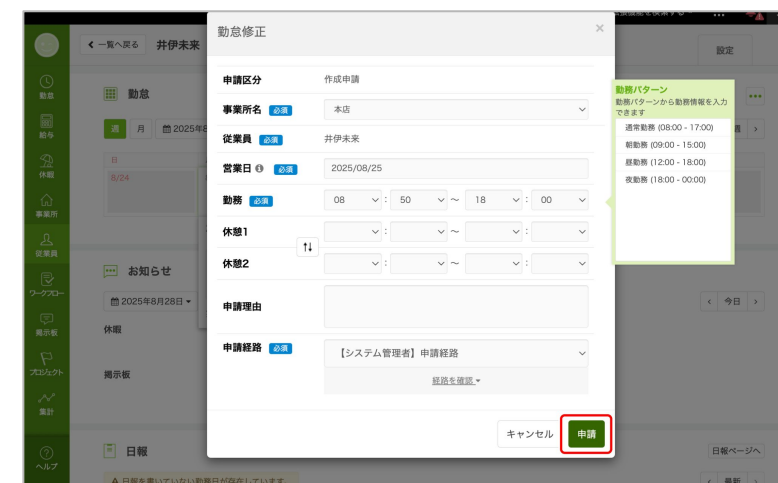 一覧へ戻る 井伊未来
勤怠修正
×
設定
勤怠
給与
休暇
事業所
従業員
ワークフロー
掲示板
プロジェクト
集計
ヘルプ
勤怠
週 月 2025年8
日
8/24
申請区分 作成申請
事業所名 必須 本店
従業員 必須 井伊未来
営業日 必須 2025/08/25
勤務 必須 08 : 50 ～ 18 : 00
休憩1 : ～ :
休憩2 : ～ :
申請理由
申請経路 必須 【システム管理者】申請経路
経路を確認
キャンセル 申請
勤務パターン
勤務パターンから勤務情報を入力
できます
通常勤務 (08:00 - 17:00)
朝勤務 (09:00 - 15:00)
昼勤務 (12:00 - 18:00)
夜勤務 (18:00 - 00:00)
お知らせ
2025年8月28日
今日
休暇
掲示板
日報
日報ページへ
日報を書いていない勤務日が存在しています。
最新